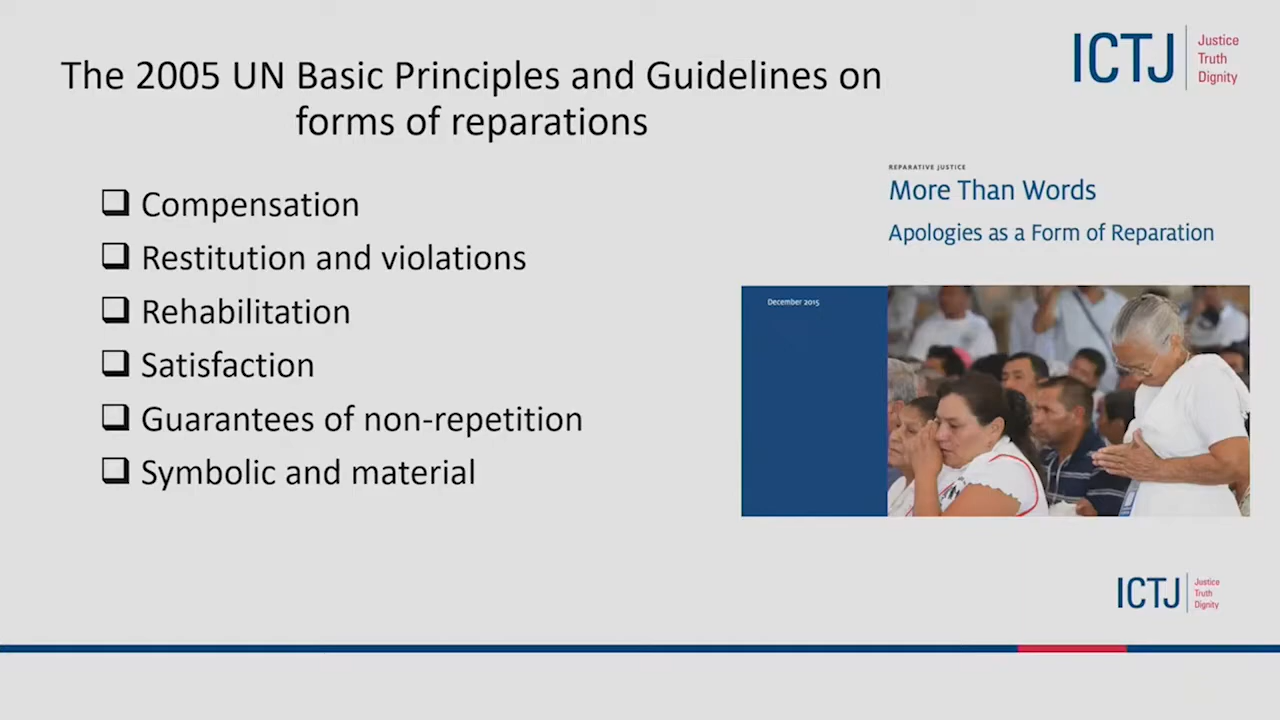 The 2005 UN Basic Principles and Guidelines on
forms of reparations
ICTJ
Justice
Truth
Dignity
Compensation
Restitution and violations
Rehabilitation
Satisfaction
Guarantees of non-repetition
Symbolic and material
REPARATIVE JUSTICE
More Than Words
Apologies as a Form of Reparation
December 2015
ICTJ
Justice
Truth
Dignity